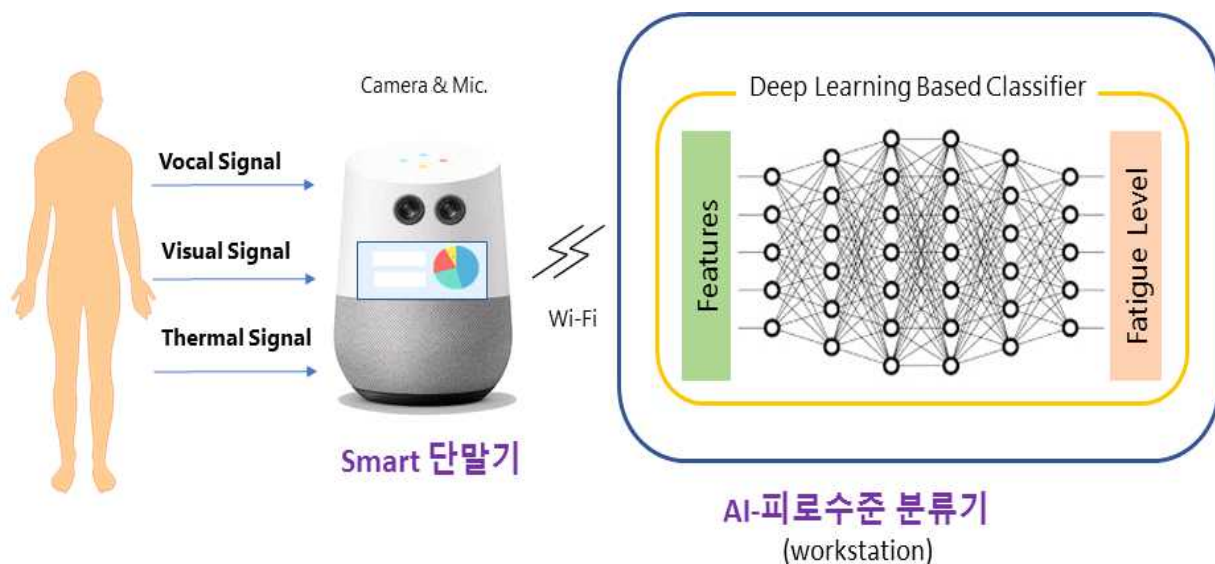 Camera & Mic.
Vocal Signal
Visual Signal
Thermal Signal
Smart 단말기
Wi-Fi
Deep Learning Based Classifier
Features
Fatigue Level
AI-피로수준 분류기
(workstation)